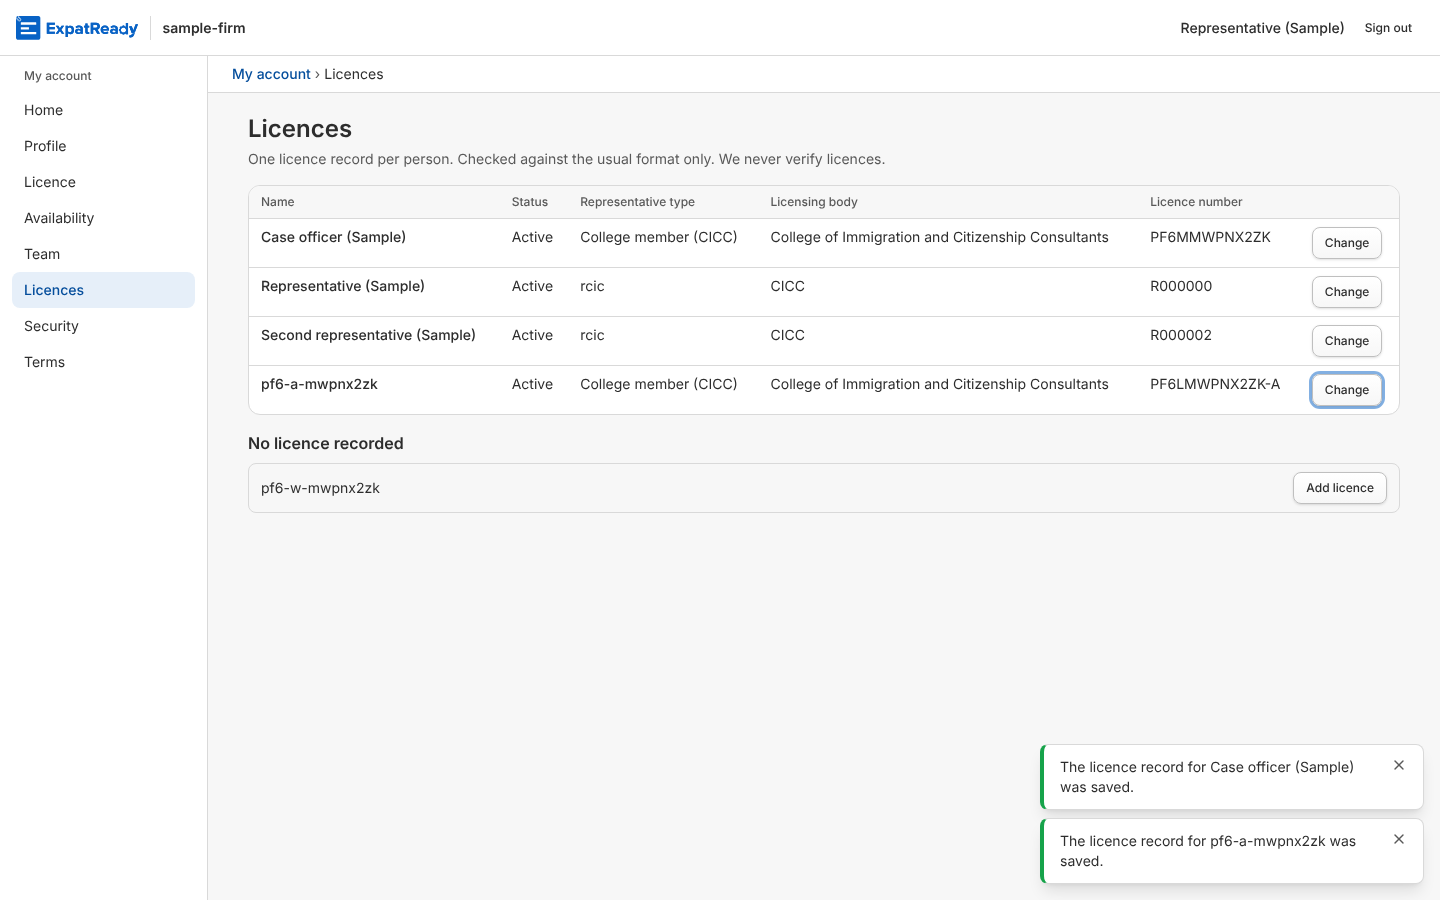 ExpatReady sample-firm Representative (Sample) Sign out
My account
Home
Profile
Licence
Availability
Team
Licences
Security
Terms
My account › Licences
Licences
One licence record per person. Checked against the usual format only. We never verify licences.
Name Status Representative type Licensing body Licence number
Case officer (Sample) Active College member (CICC) College of Immigration and Citizenship Consultants PF6MMWPNX2ZK Change
Representative (Sample) Active rcic CICC R000000 Change
Second representative (Sample) Active rcic CICC R000002 Change
pf6-a-mwpnx2zk Active College member (CICC) College of Immigration and Citizenship Consultants PF6LMWPNX2ZK-A Change
No licence recorded
pf6-w-mwpnx2zk Add licence
The licence record for Case officer (Sample)
was saved.
The licence record for pf6-a-mwpnx2zk was
saved.